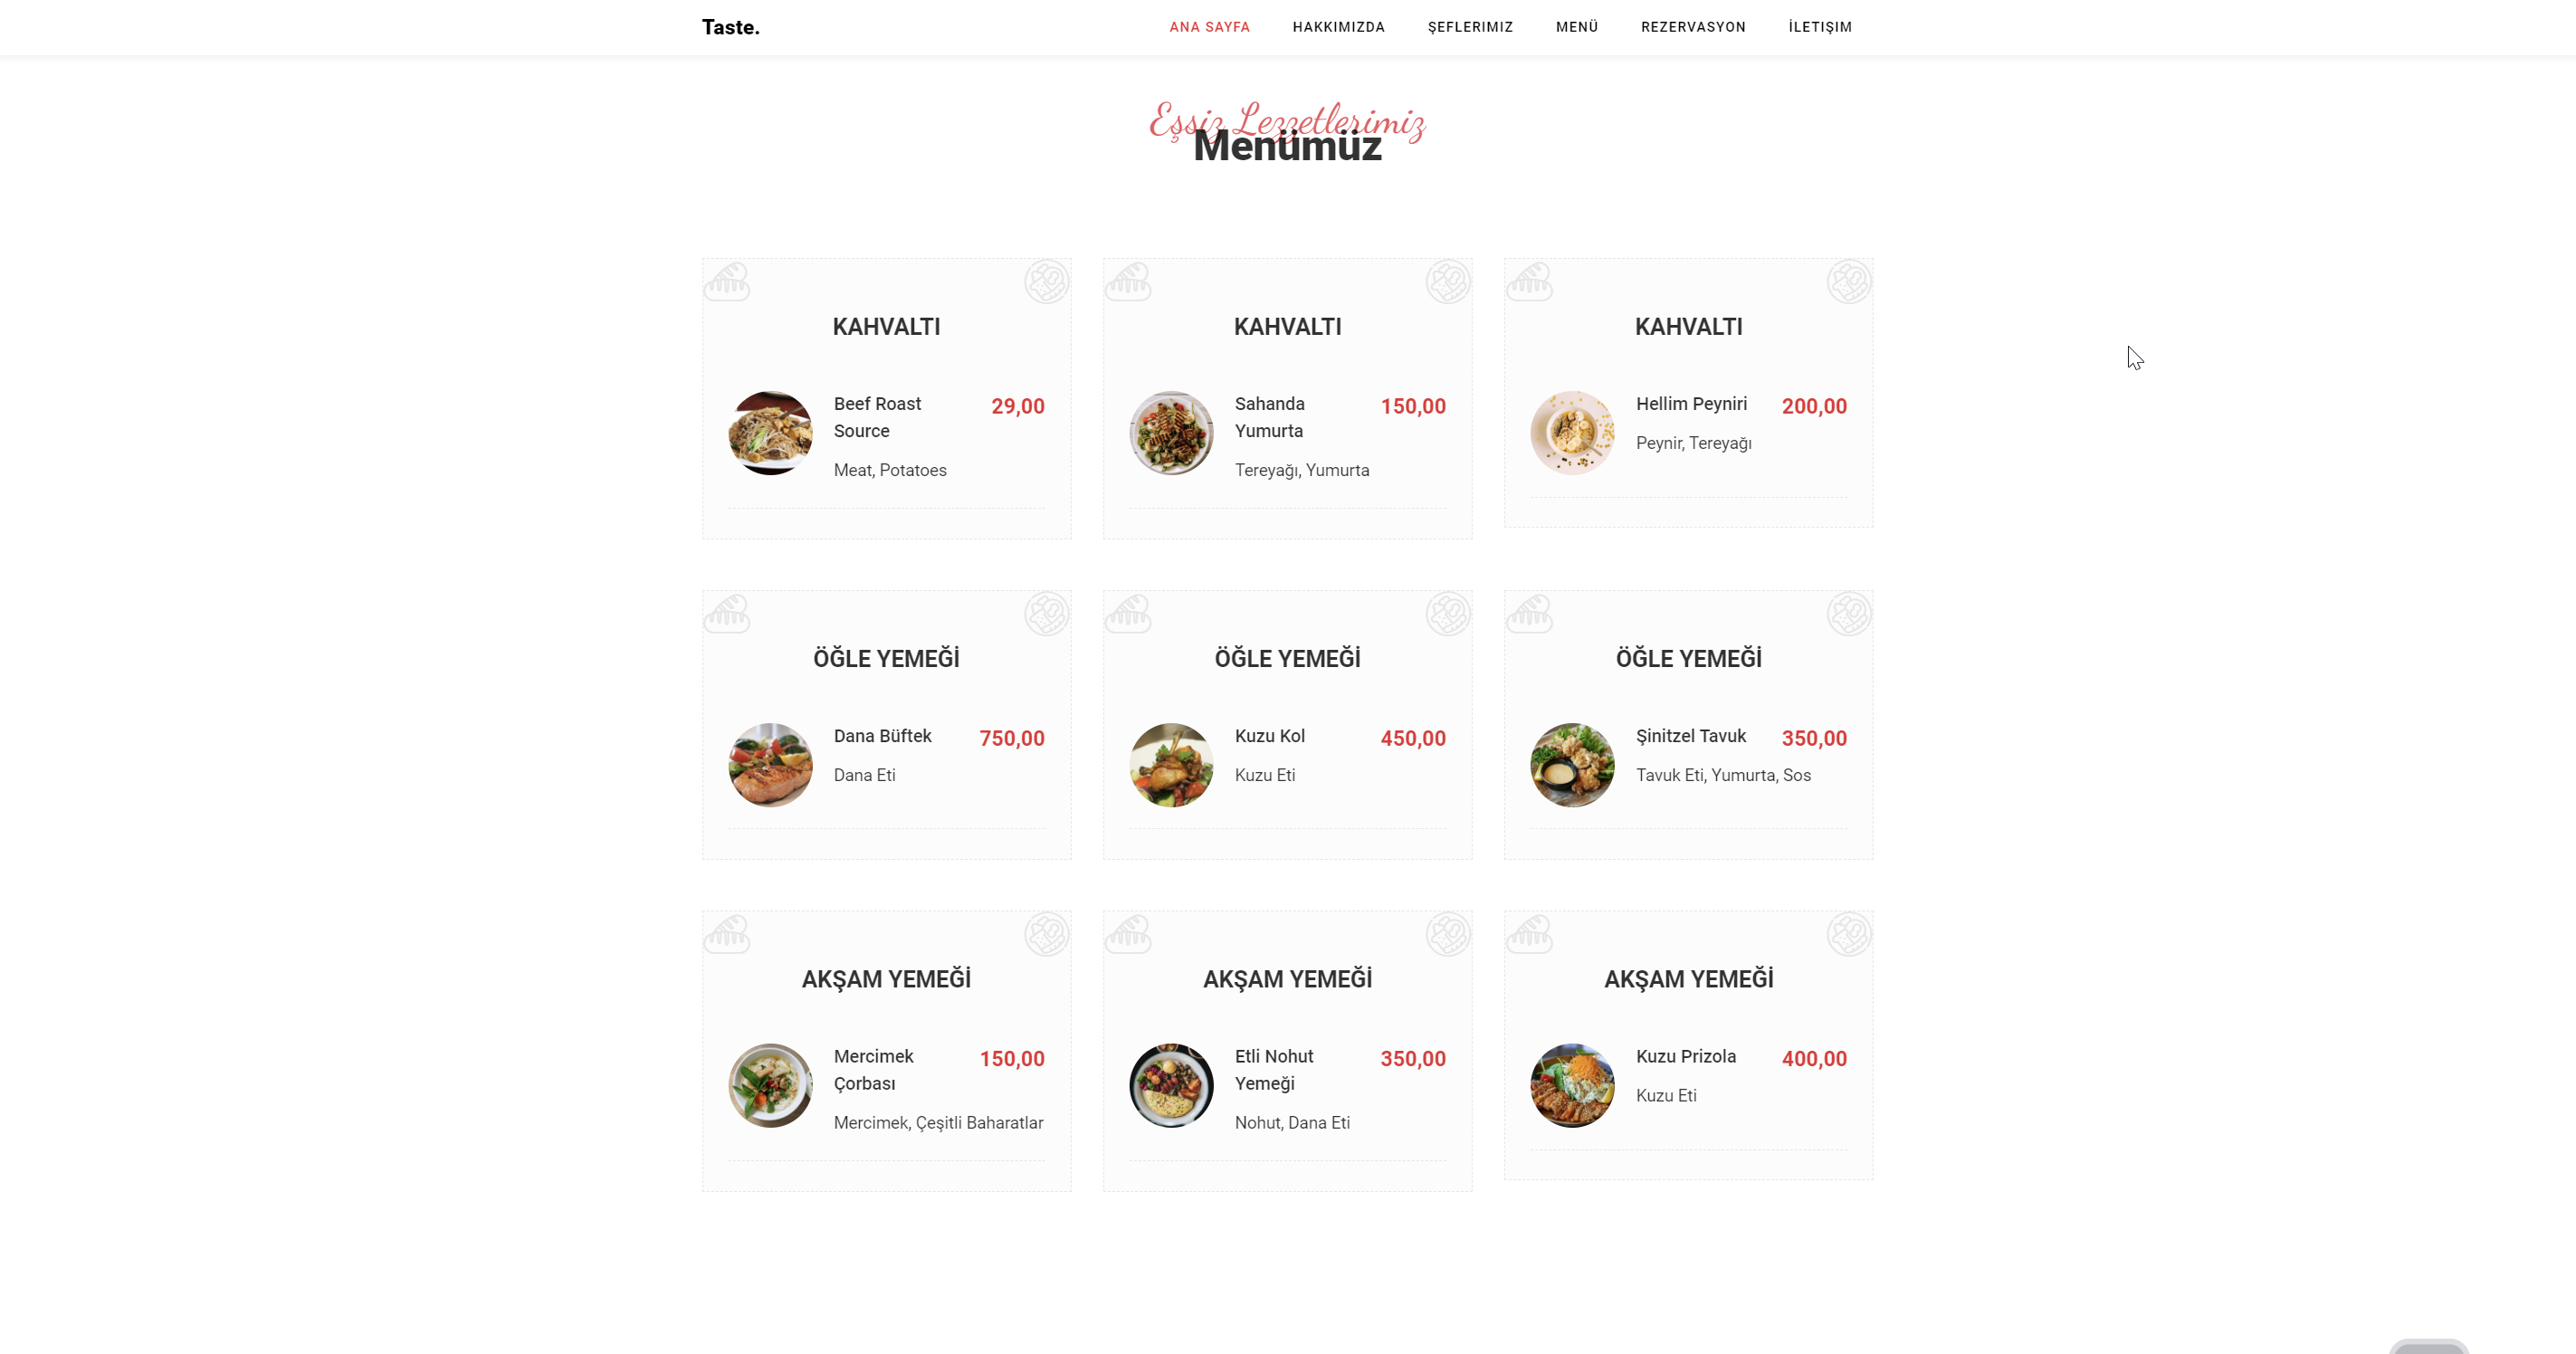 Taste.
ANA SAYFA HAKKIMIZDA ŞEFLERIMIZ MENÜ REZERVASYON İLETIŞIM
Eşsiz Lezzetlerimiz
Menümüz
KAHVALTI
Beef Roast 29,00
Source
Meat, Potatoes
KAHVALTI
Sahanda 150,00
Yumurta
Tereyağı, Yumurta
KAHVALTI
Hellim Peyniri 200,00
Peynir, Tereyağı
ÖĞLE YEMEĞİ
Dana Büftek 750,00
Dana Eti
ÖĞLE YEMEĞİ
Kuzu Kol 450,00
Kuzu Eti
ÖĞLE YEMEĞİ
Şinitzel Tavuk 350,00
Tavuk Eti, Yumurta, Sos
AKŞAM YEMEĞİ
Mercimek 150,00
Çorbası
Mercimek, Çeşitli Baharatlar
AKŞAM YEMEĞİ
Etli Nohut 350,00
Yemeği
Nohut, Dana Eti
AKŞAM YEMEĞİ
Kuzu Prizola 400,00
Kuzu Eti